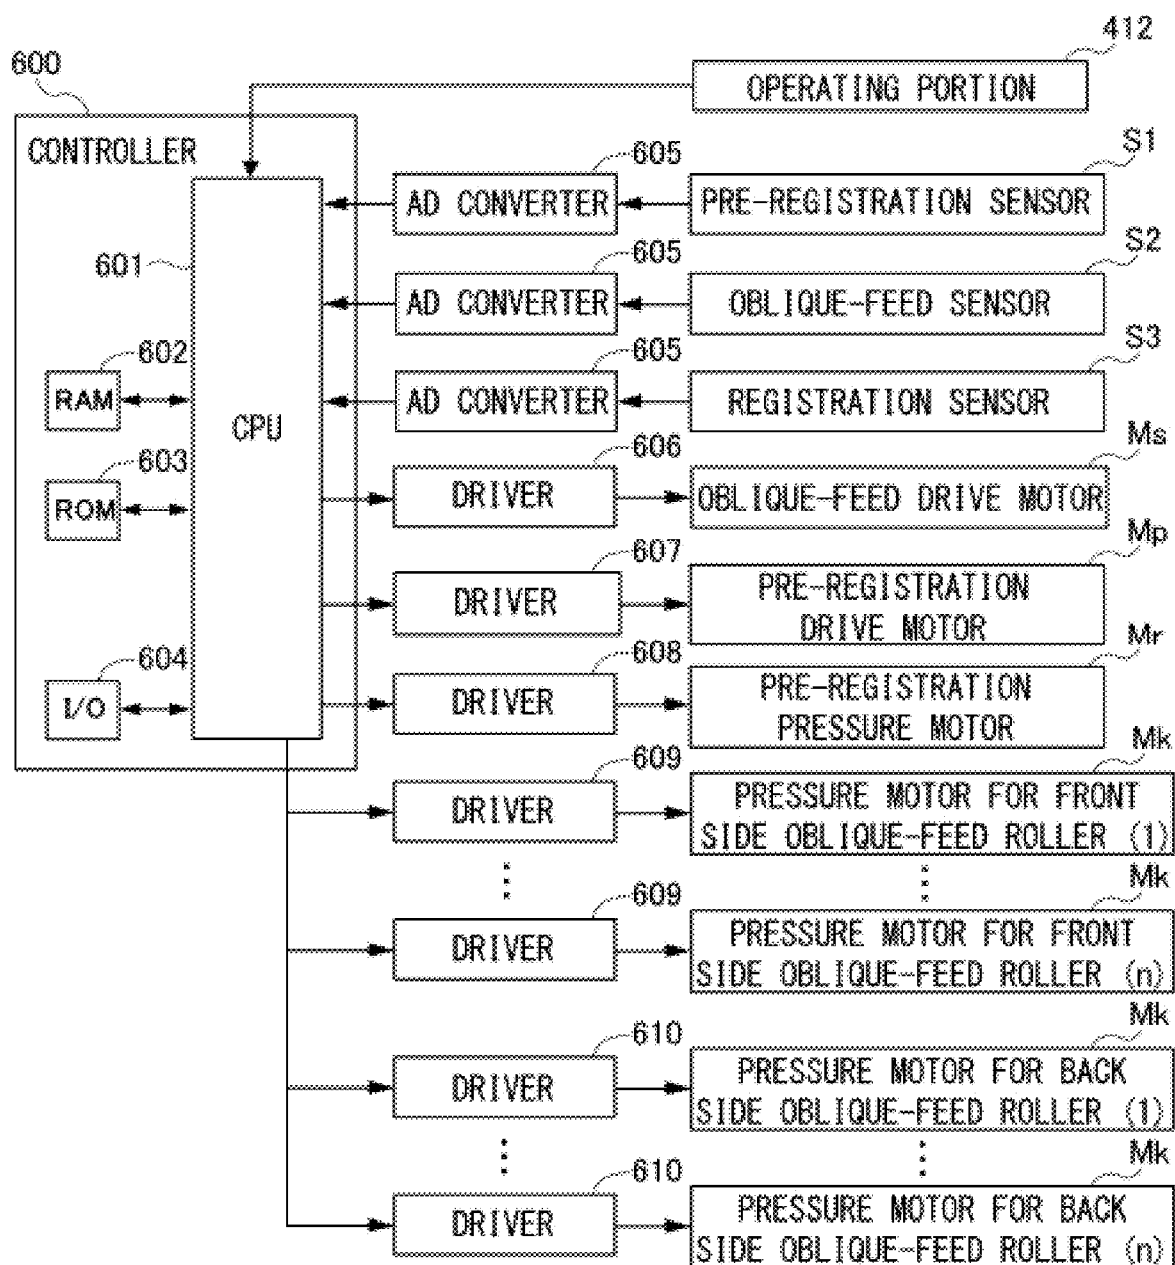 412
600
OPERATING PORTION
CONTROLLER
605
S1
AD CONVERTER
PRE-REGISTRATION SENSOR
601
605
S2
AD CONVERTER
OBLIQUE-FEED SENSOR
602
605
S3
RAM
CPU
AD CONVERTER
REGISTRATION SENSOR
603
606
Ms
ROM
DRIVER
OBLIQUE-FEED DRIVE MOTOR
607
Mp
DRIVER
PRE-REGISTRATION
DRIVE MOTOR
604
608
Mr
I/O
DRIVER
PRE-REGISTRATION
PRESSURE MOTOR
609
Mk
DRIVER
PRESSURE MOTOR FOR FRONT
SIDE OBLIQUE-FEED ROLLER (1)
609
Mk
DRIVER
PRESSURE MOTOR FOR FRONT
SIDE OBLIQUE-FEED ROLLER (n)
610
Mk
DRIVER
PRESSURE MOTOR FOR BACK
SIDE OBLIQUE-FEED ROLLER (1)
610
Mk
DRIVER
PRESSURE MOTOR FOR BACK
SIDE OBLIQUE-FEED ROLLER (n)